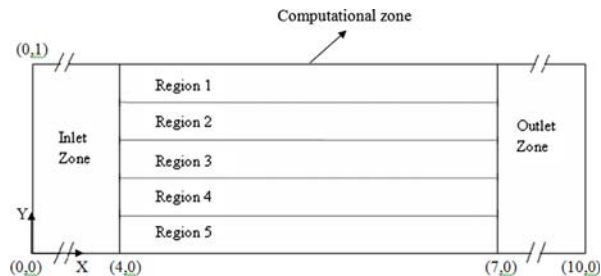 Computational zone
(0,1)
Region 1
Region 2
Inlet
Zone
Region 3
Outlet
Zone
Region 4
Region 5
Y
X
(0,0)
(4,0)
(7,0)
(10,0)